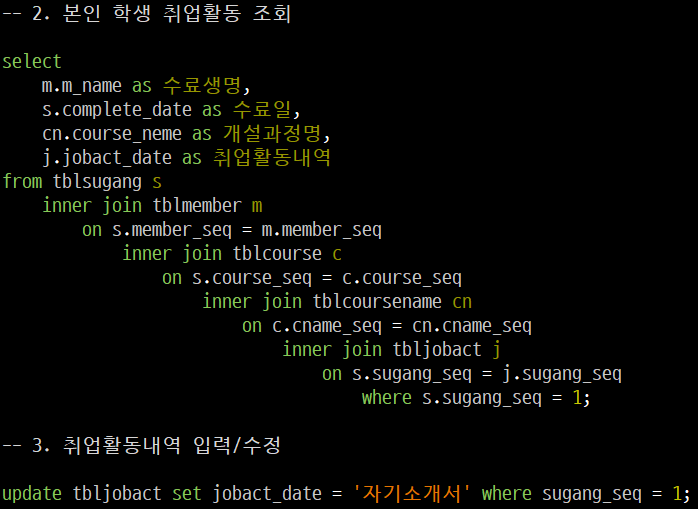 -- 2. 본인 학생 취업활동 조회
select
m.m_name as 수료생명,
s.complete_date as 수료일,
cn.course_neme as 개설과정명,
j.jobact_date as 취업활동내역
from tblsugang s
inner join tblmember m
on s.member_seq = m.member_seq
inner join tblcourse c
on s.course_seq = c.course_seq
inner join tblcoursename cn
on c.cname_seq = cn.cname_seq
inner join tbljobact j
on s.sugang_seq = j.sugang_seq
where s.sugang_seq = 1;
-- 3. 취업활동내역 입력/수정
update tbljobact set jobact_date = '자기소개서' where sugang_seq = 1;